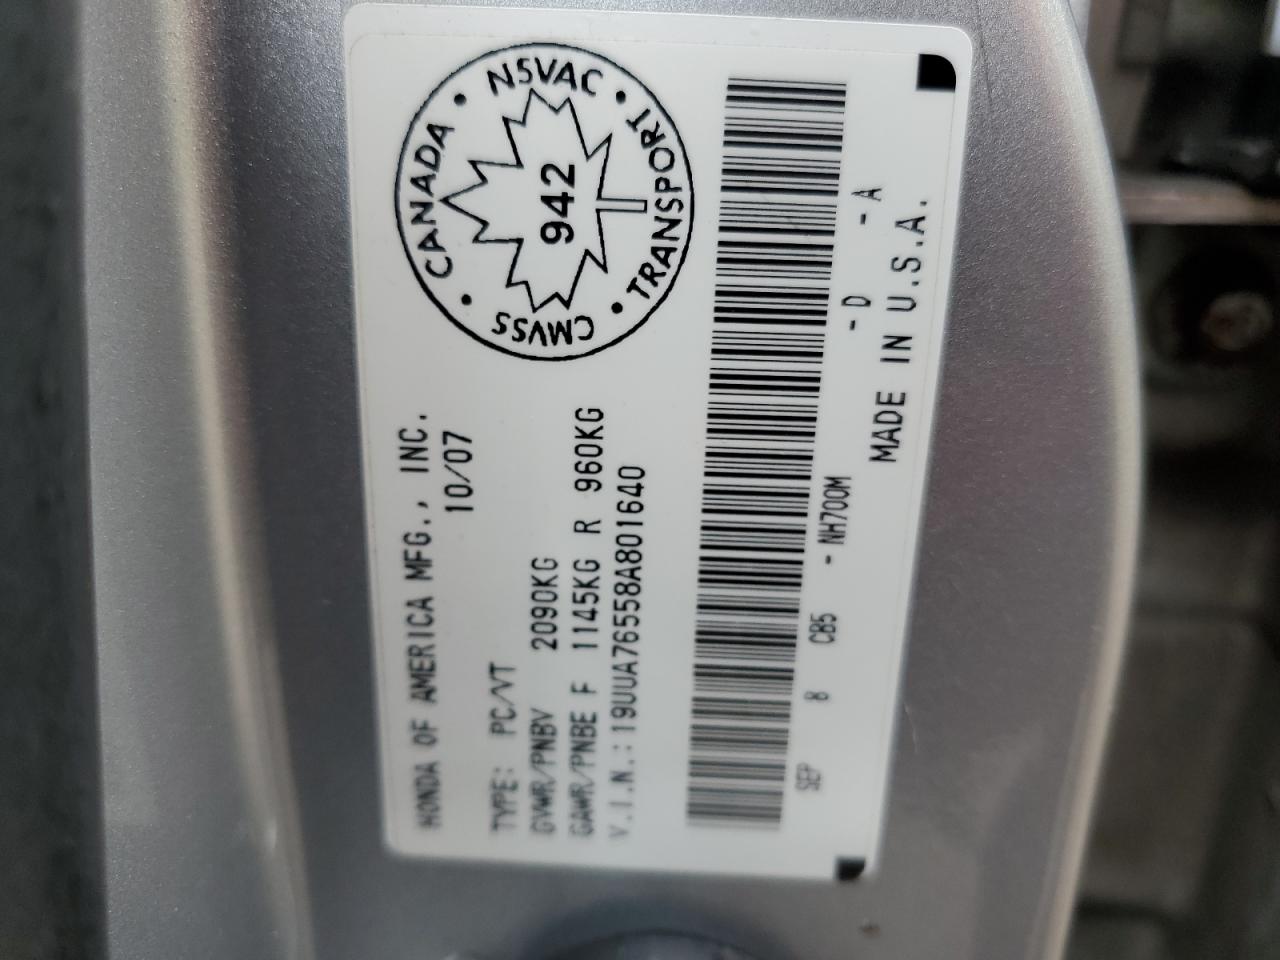 HONDA OF AMERICA MFG., INC.
10/07
TYPE: PC/VT
GVWR/PNBV 2090KG
GAWR/PNBE F 1145KG R 960KG
V.I.N.: 19UUA76558A801640
CANADA • NSVAC • TRANSPORT • CMVSS •
942
SEP 8 CB5 - NH700M - D - A
MADE IN U.S.A.